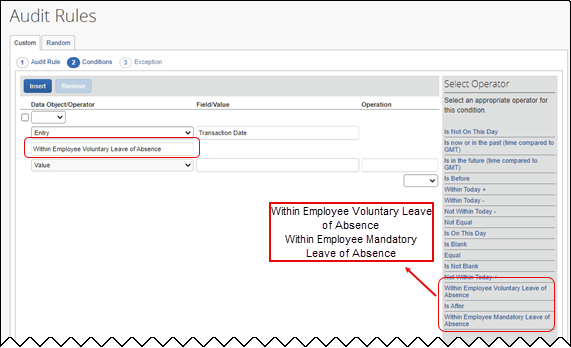 Audit Rules
Custom
Random
1 Audit Rule
2 Conditions
3 Exception
Insert
Remove
Data Object/Operator
Field/Value
Operation
Entry
Transaction Date
Within Employee Voluntary Leave of Absence
Value
Select Operator
Select an appropriate operator for
this condition.
Is Not On This Day
Is now or in the past (time compared to
GMT)
Is in the future (time compared to GMT)
Is Before
Within Today +
Within Today -
Not Within Today -
Not Equal
Is On This Day
Is Blank
Equal
Is Not Blank
Not Within Today +
Within Employee Voluntary Leave of
Absence
Is After
Within Employee Mandatory Leave of
Absence
Within Employee Voluntary Leave
of Absence
Within Employee Mandatory
Leave of Absence